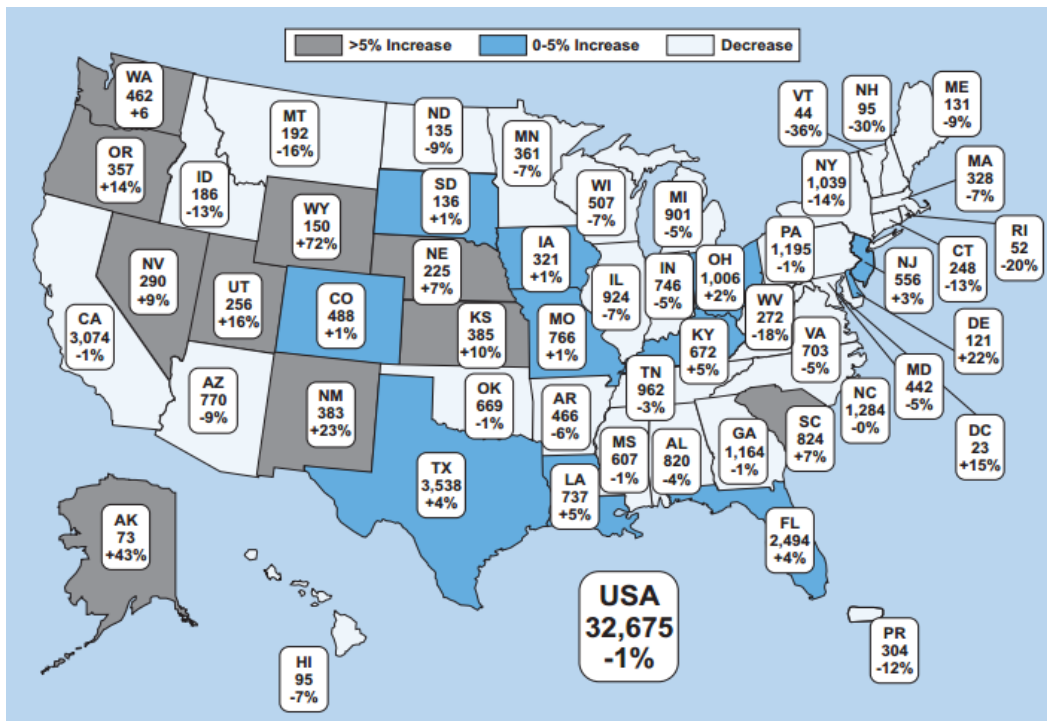 >5% Increase
0-5% Increase
Decrease
WA
462
+6
OR
357
+14%
CA
3,074
-1%
NV
290
+9%
ID
186
-13%
MT
192
-16%
WY
150
+72%
UT
256
+16%
AZ
770
-9%
CO
488
+1%
NM
383
+23%
ND
135
-9%
SD
136
+1%
NE
225
+7%
KS
385
+10%
OK
669
-1%
TX
3,538
+4%
MN
361
-7%
IA
321
+1%
MO
766
+1%
AR
466
-6%
LA
737
+5%
WI
507
-7%
IL
924
-7%
MI
901
-5%
IN
746
-5%
OH
1,006
+2%
KY
672
+5%
TN
962
-3%
MS
607
-1%
AL
820
-4%
GA
1,164
-1%
FL
2,494
+4%
SC
824
+7%
NC
1,284
-0%
VA
703
-5%
WV
272
-18%
PA
1,195
-1%
NY
1,039
-14%
VT
44
-36%
NH
95
-30%
ME
131
-9%
MA
328
-7%
RI
52
-20%
CT
248
-13%
NJ
556
+3%
DE
121
+22%
MD
442
-5%
DC
23
+15%
AK
73
+43%
HI
95
-7%
USA
32,675
-1%
PR
304
-12%